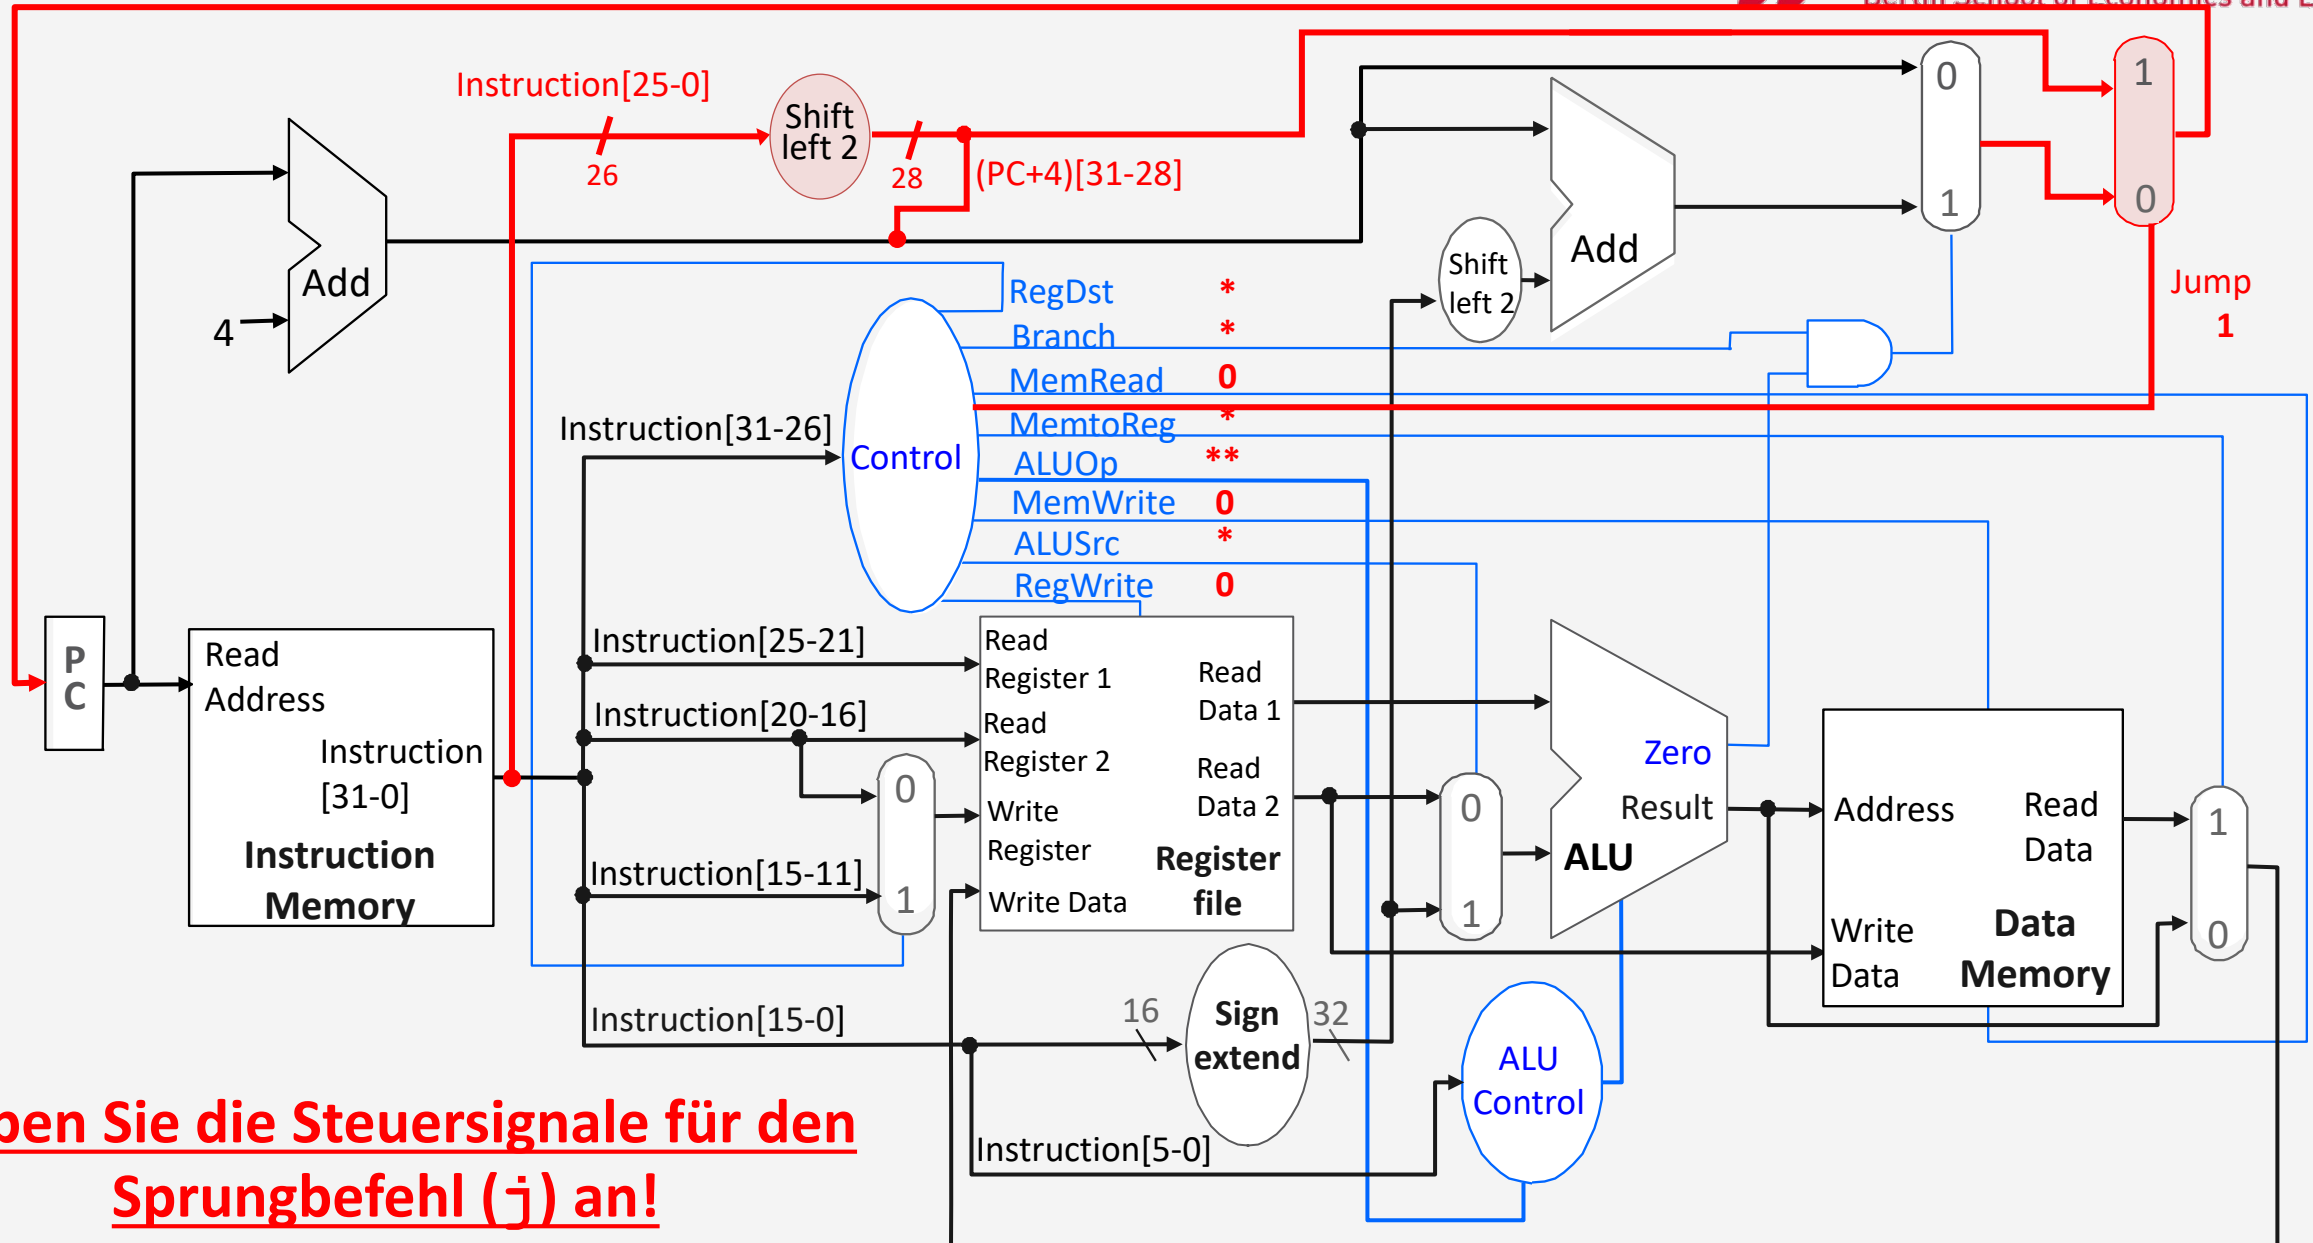 Instruction[25-0]
26
Shift
left 2
28
(PC+4)[31-28]
Add
4
0
1
1
0
Add
Shift
left 2
Jump
1
RegDst *
Branch *
MemRead 0
MemtoReg *
ALUOp **
MemWrite 0
ALUSrc *
RegWrite 0
Instruction[31-26]
Control
P
C
Read
Address
Instruction
[31-0]
Instruction
Memory
Instruction[25-21]
Instruction[20-16]
Instruction[15-11]
Instruction[15-0]
0
1
Read
Register 1
Read
Register 2
Write
Register
Write Data
Read
Data 1
Read
Data 2
Register
file
0
1
Zero
Result
ALU
Address
Read
Data
Write
Data
Data
Memory
1
0
16
Sign
extend
32
ALU
Control
Instruction[5-0]
Sie die Steuersignale für den
Sprungbefehl (j) an!